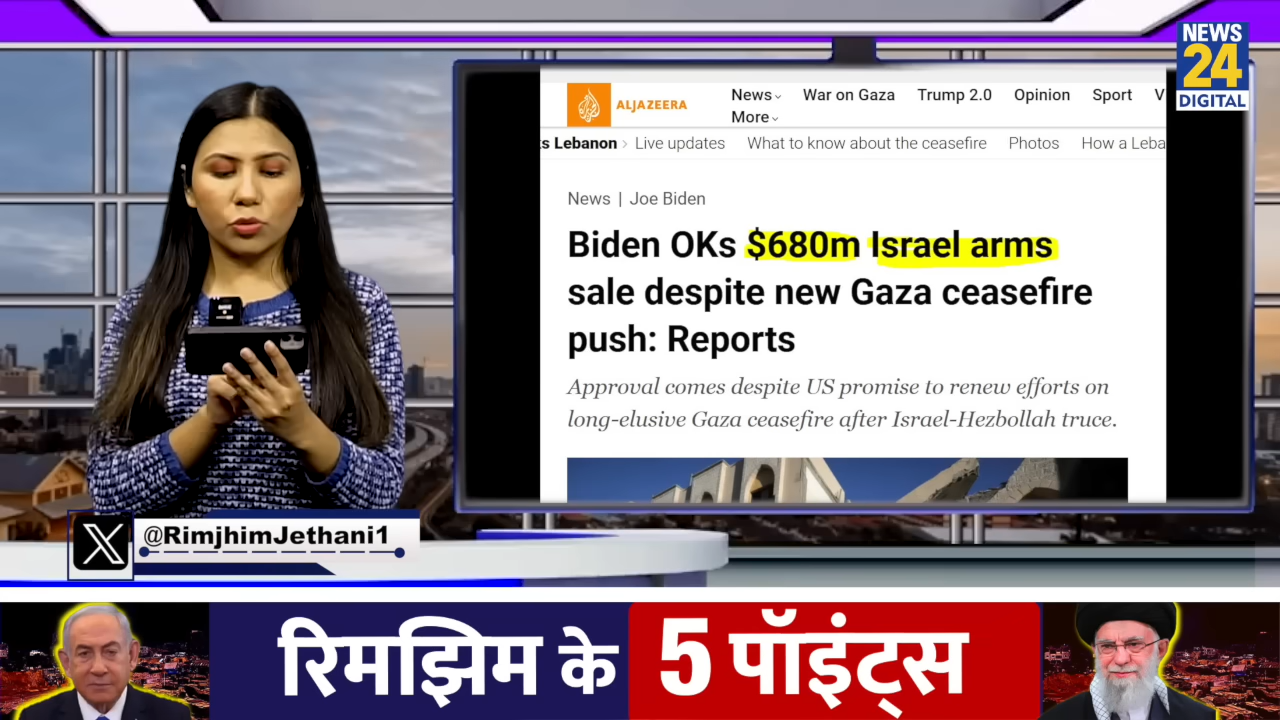 NEWS
24
DIGITAL
ALJAZEERA
News War on Gaza Trump 2.0 Opinion Sport V
More
s Lebanon Live updates What to know about the ceasefire Photos How a Leba
News | Joe Biden
Biden OKs $680m Israel arms
sale despite new Gaza ceasefire
push: Reports
Approval comes despite US promise to renew efforts on
long-elusive Gaza ceasefire after Israel-Hezbollah truce.
@RimjhimJethani1
रिमझिम के 5 पॉइंट्स